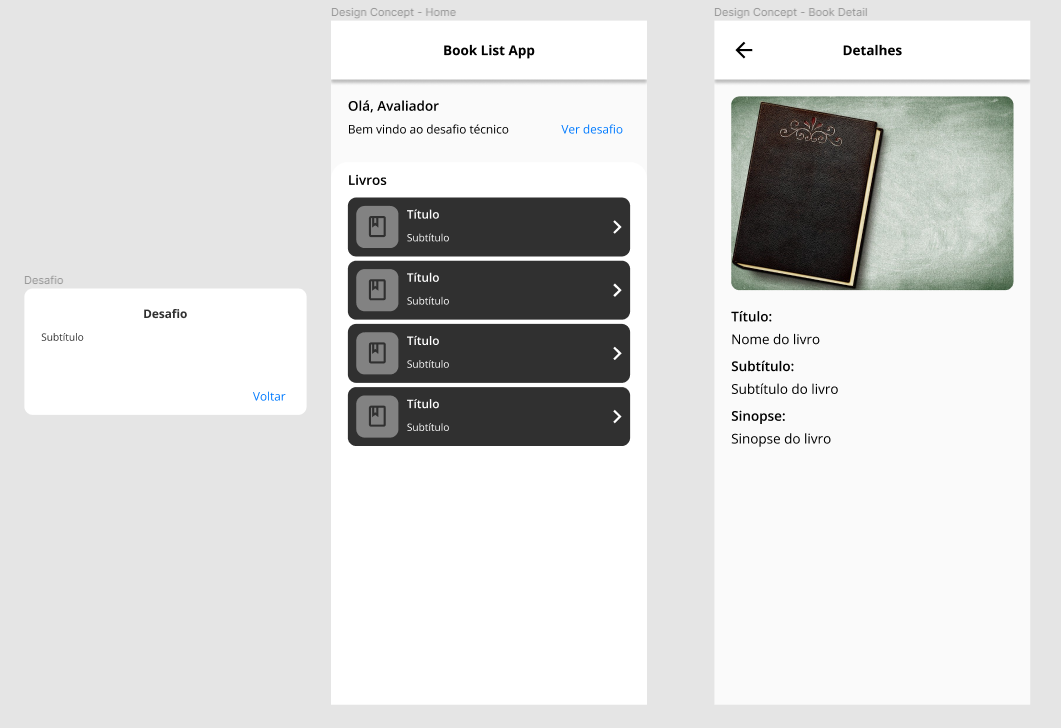 Desafio
Desafio
Subtítulo
Voltar
Design Concept - Home
Book List App
Olá, Avaliador
Bem vindo ao desafio técnico
Ver desafio
Livros
Título
Subtítulo
Título
Subtítulo
Título
Subtítulo
Título
Subtítulo
Design Concept - Book Detail
Detalhes
Título:
Nome do livro
Subtítulo:
Subtítulo do livro
Sinopse:
Sinopse do livro